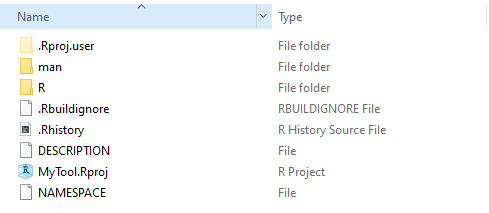 Name Type
.Rproj.user File folder
man File folder
R File folder
.Rbuildignore RBUILDIGNORE File
.Rhistory R History Source File
DESCRIPTION File
MyTool.Rproj R Project
NAMESPACE File